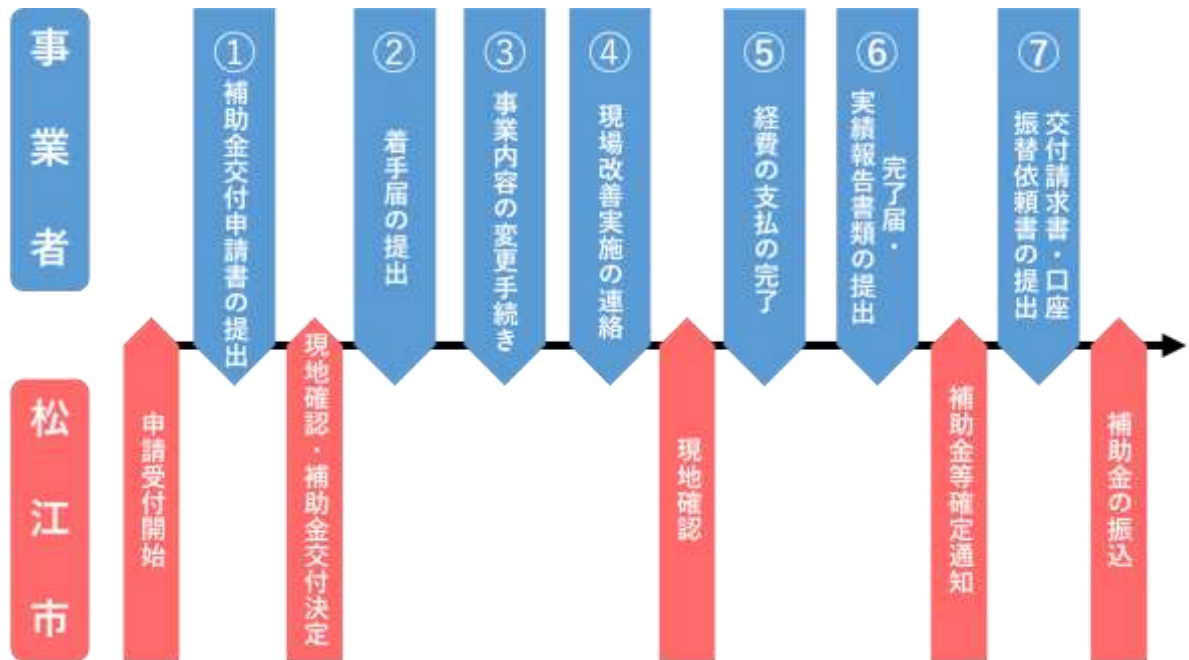 事業者
①
補助金交付申請書の提出
②
着手届の提出
③
事業内容の変更手続き
④
現場改善実施の連絡
⑤
経費の支払の完了
⑥
完了届・
実績報告書類の提出
⑦
交付請求書・口座
振替依頼書の提出
松江市
申請受付開始
現地確認・補助金交付決定
現地確認
補助金等確定通知
補助金の振込